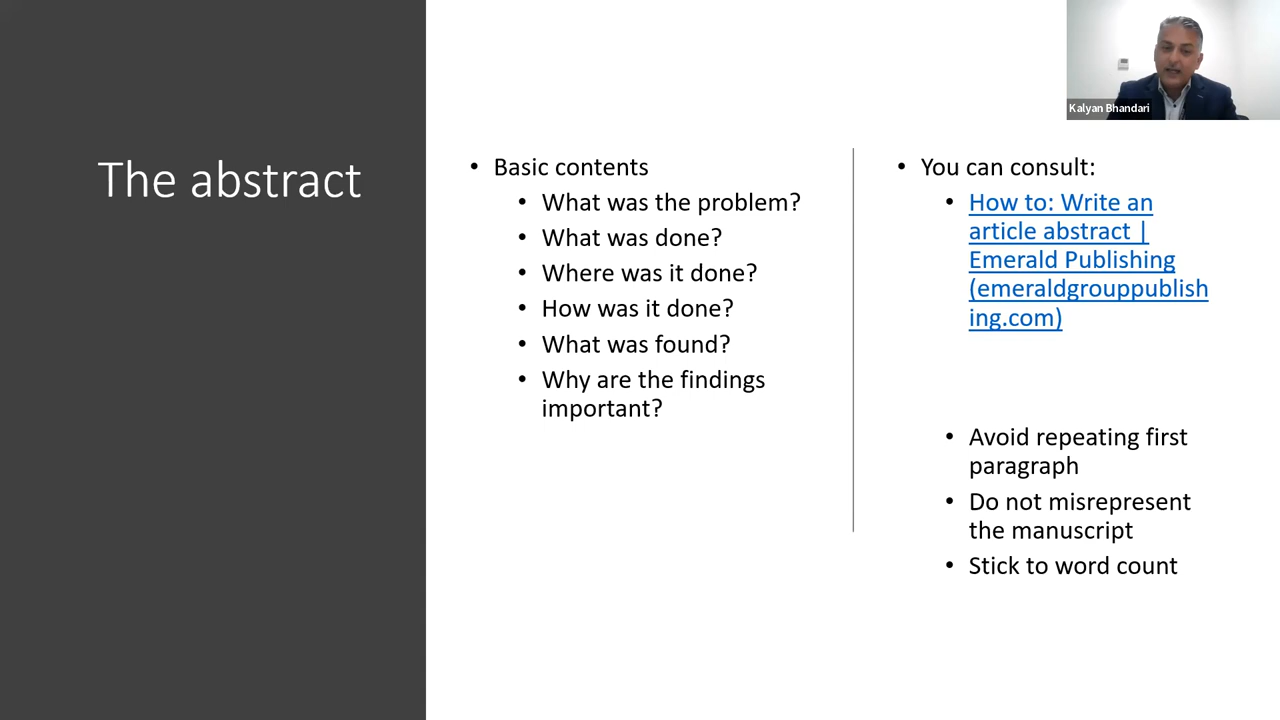 The abstract
• Basic contents
• What was the problem?
• What was done?
• Where was it done?
• How was it done?
• What was found?
• Why are the findings
important?
• You can consult:
• How to: Write an
article abstract |
Emerald Publishing
(emeraldgrouppublish
ing.com)
• Avoid repeating first
paragraph
• Do not misrepresent
the manuscript
• Stick to word count
Kalyan Bhandari